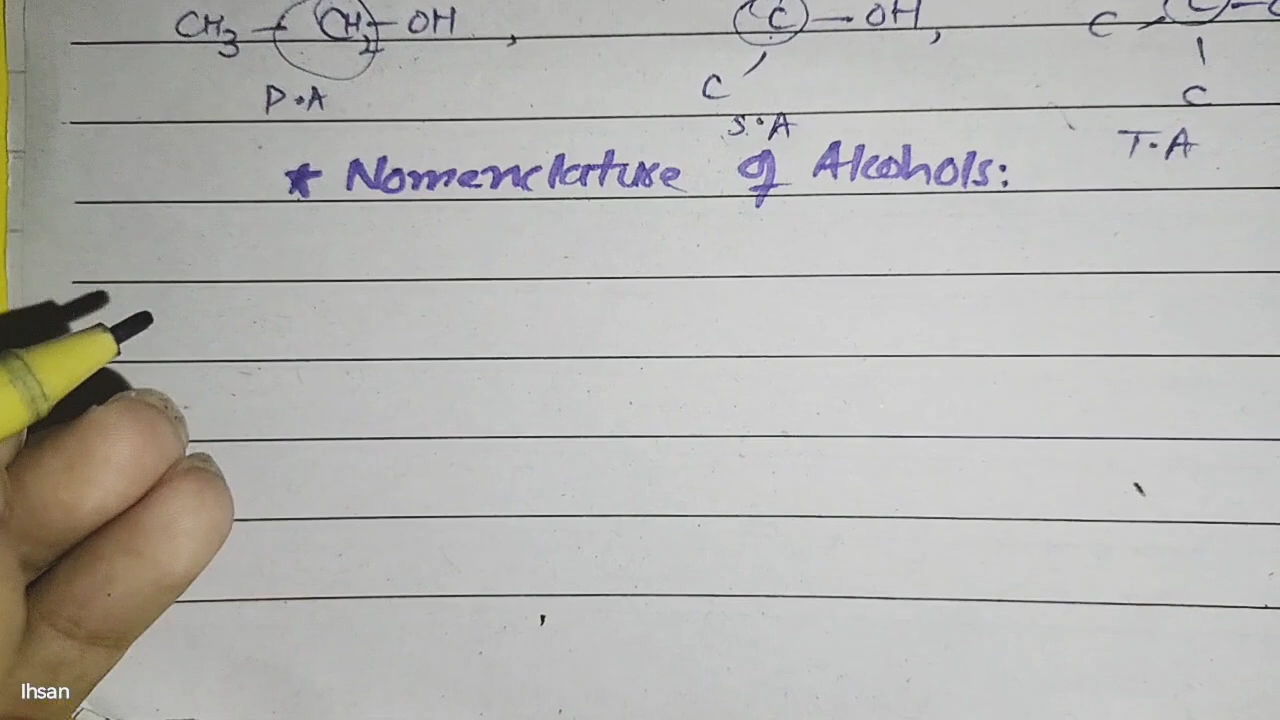 CH3 — CH2 — OH , C — OH , C — C —
C C
P.A S.A T.A
* Nomenclature of Alcohols:
Ihsan